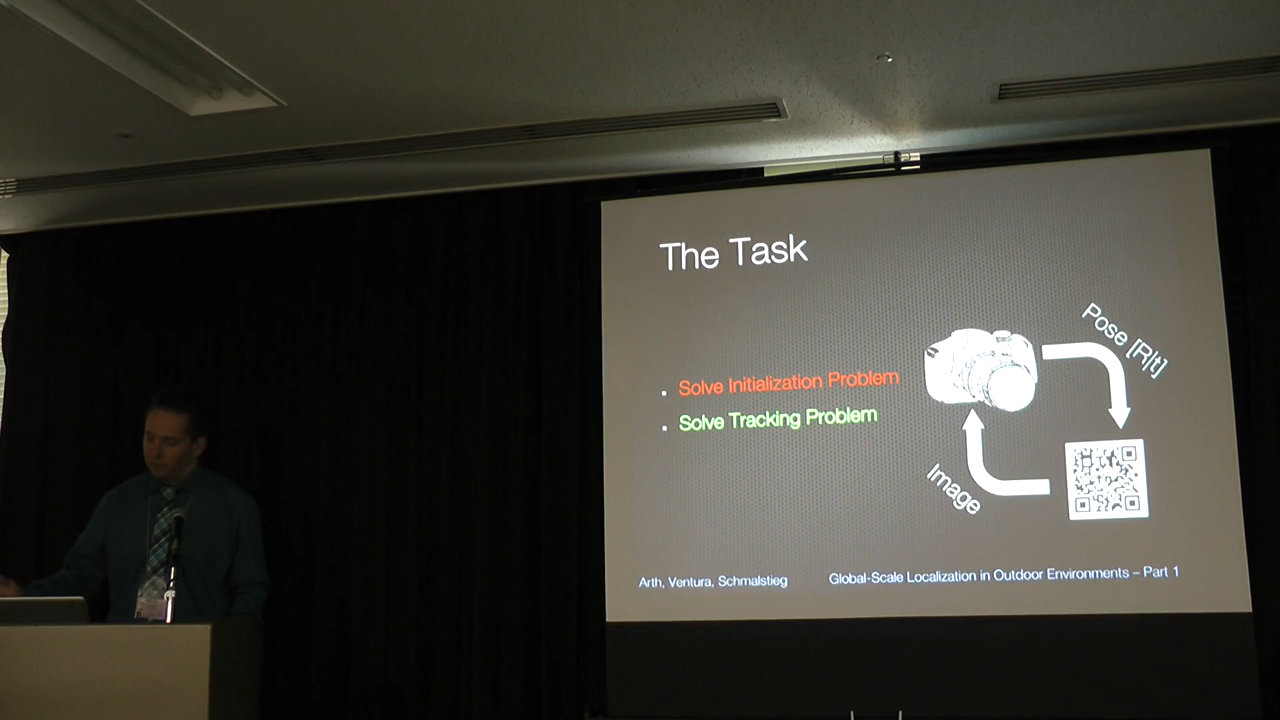 The Task
Solve Initialization Problem
Solve Tracking Problem
Pose [R|t]
Image
Arth, Ventura, Schmalstieg
Global-Scale Localization in Outdoor Environments – Part 1